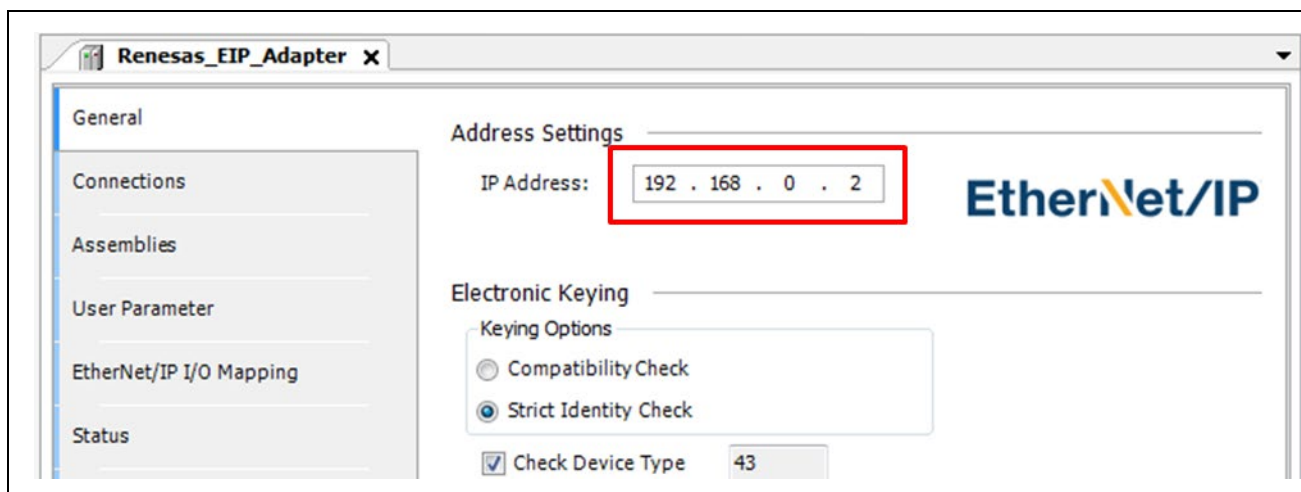 Renesas_EIP_Adapter X
General
Connections
Assemblies
User Parameter
EtherNet/IP I/O Mapping
Status
Address Settings
IP Address: 192 . 168 . 0 . 2
EtherNet/IP
Electronic Keying
Keying Options
Compatibility Check
Strict Identity Check
Check Device Type 43